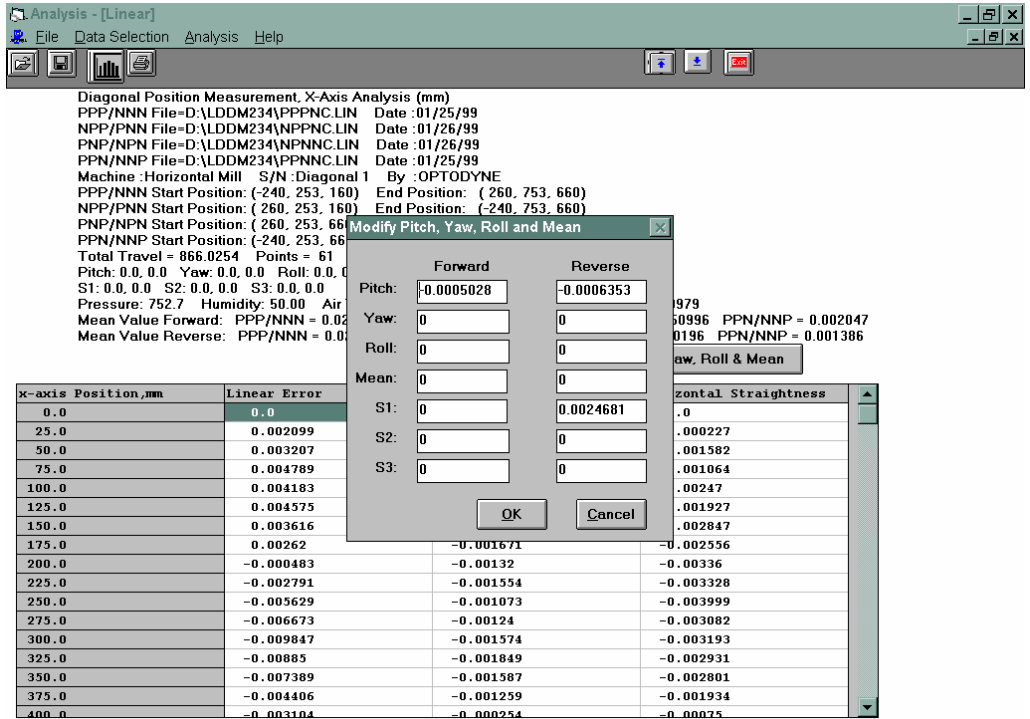 Analysis - [Linear]
File Data Selection Analysis Help
Exit
Diagonal Position Measurement, X-Axis Analysis (mm)
PPP/NNN File=D:\LDDM234\PPPNC.LIN Date :01/25/99
NPP/PNN File=D:\LDDM234\NPPNC.LIN Date :01/26/99
PNP/NPN File=D:\LDDM234\NPNNC.LIN Date :01/26/99
PPN/NNP File=D:\LDDM234\PPNNC.LIN Date :01/25/99
Machine :Horizontal Mill S/N :Diagonal 1 By :OPTODYNE
PPP/NNN Start Position: (-240, 253, 160) End Position: ( 260, 753, 660)
NPP/PNN Start Position: ( 260, 253, 160) End Position: (-240, 753, 660)
PNP/NPN Start Position: ( 260, 253, 66
PPN/NNP Start Position: (-240, 253, 66
Total Travel = 866.0254 Points = 61
Pitch: 0.0, 0.0 Yaw: 0.0, 0.0 Roll: 0.0, 0
S1: 0.0, 0.0 S2: 0.0, 0.0 S3: 0.0, 0.0
Pressure: 752.7 Humidity: 50.00 Air 979
Mean Value Forward: PPP/NNN = 0.02 50996 PPN/NNP = 0.002047
Mean Value Reverse: PPP/NNN = 0.0 0196 PPN/NNP = 0.001386
aw, Roll & Mean
Modify Pitch, Yaw, Roll and Mean
Forward Reverse
Pitch: -0.0005028 -0.0006353
Yaw: 0 0
Roll: 0 0
Mean: 0 0
S1: 0 0.0024681
S2: 0 0
S3: 0 0
OK Cancel
x-axis Position,mm Linear Error zontal Straightness
0.0 0.0 .0
25.0 0.002099 .000227
50.0 0.003207 .001582
75.0 0.004789 .001064
100.0 0.004183 .00247
125.0 0.004575 .001927
150.0 0.003616 .002847
175.0 0.00262 -0.001671 -0.002556
200.0 -0.000483 -0.00132 -0.00336
225.0 -0.002791 -0.001554 -0.003328
250.0 -0.005629 -0.001073 -0.003999
275.0 -0.006673 -0.00124 -0.003082
300.0 -0.009847 -0.001574 -0.003193
325.0 -0.00885 -0.001849 -0.002931
350.0 -0.007389 -0.001587 -0.002801
375.0 -0.004406 -0.001259 -0.001934
400.0 -0.003104 -0.000254 -0.00075